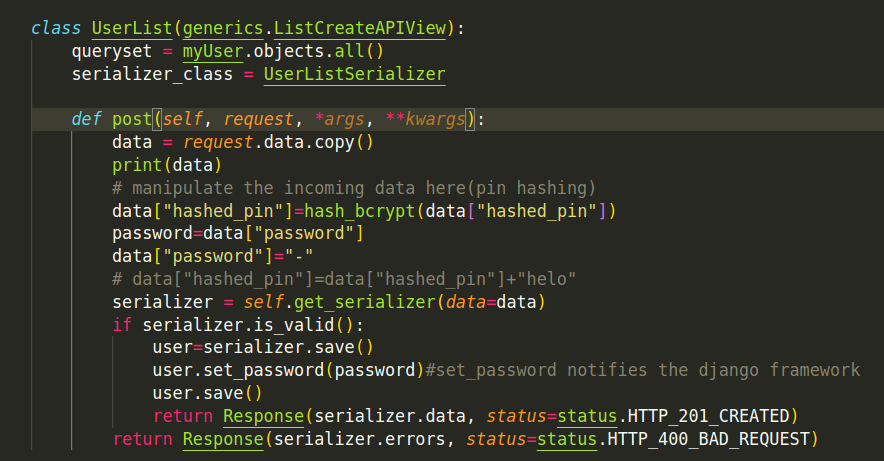 class UserList(generics.ListCreateAPIView):
    queryset = myUser.objects.all()
    serializer_class = UserListSerializer

    def post(self, request, *args, **kwargs):
        data = request.data.copy()
        print(data)
        # manipulate the incoming data here(pin hashing)
        data["hashed_pin"]=hash_bcrypt(data["hashed_pin"])
        password=data["password"]
        data["password"]="-"
        # data["hashed_pin"]=data["hashed_pin"]+"helo"
        serializer = self.get_serializer(data=data)
        if serializer.is_valid():
            user=serializer.save()
            user.set_password(password)#set_password notifies the django framework
            user.save()
            return Response(serializer.data, status=status.HTTP_201_CREATED)
        return Response(serializer.errors, status=status.HTTP_400_BAD_REQUEST)